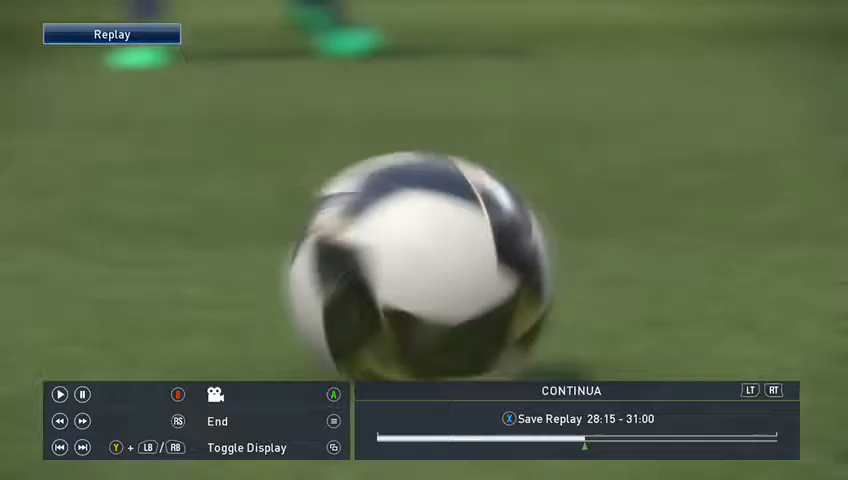 Replay
B
A
CONTINUA
LT RT
RS End
X Save Replay 28:15 - 31:00
Y + LB / RB Toggle Display